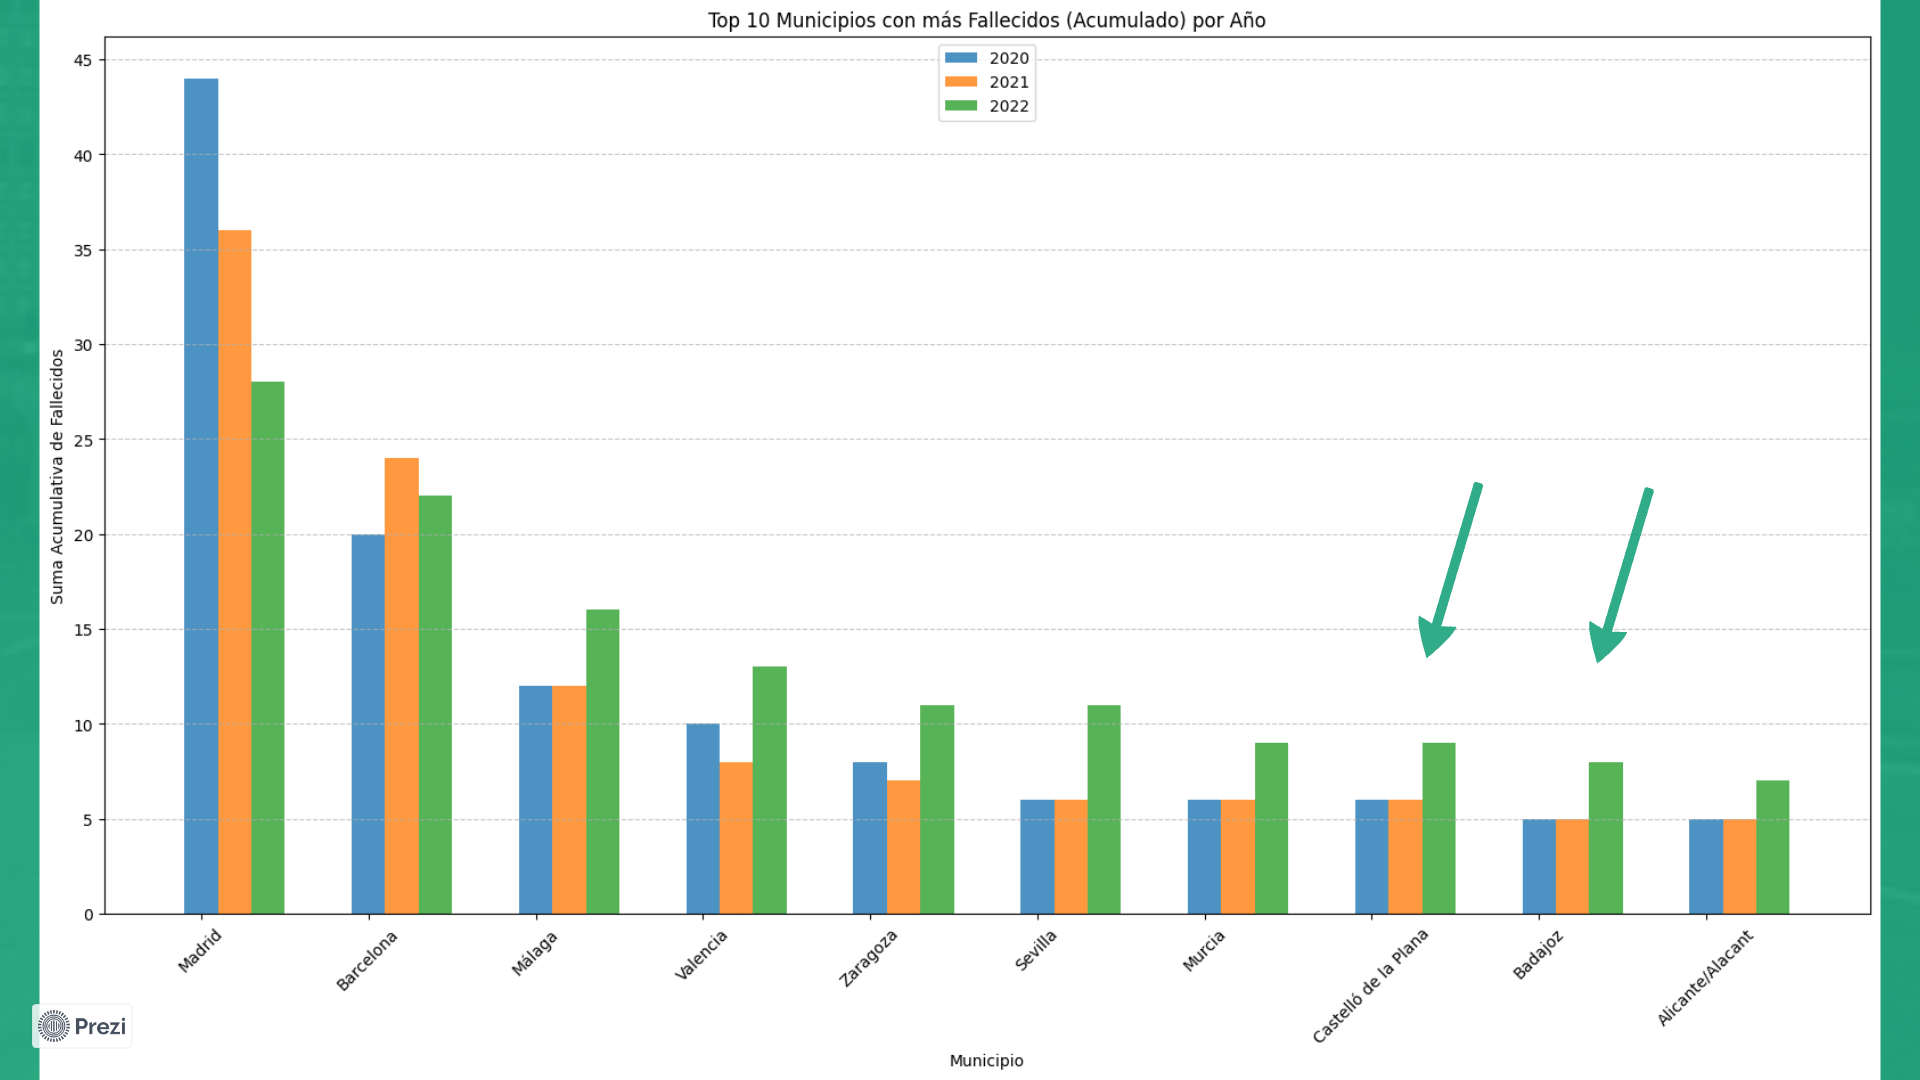 Top 10 Municipios con más Fallecidos (Acumulado) por Año
2020
2021
2022
Suma Acumulativa de Fallecidos
45
40
35
30
25
20
15
10
5
0
Madrid
Barcelona
Málaga
Valencia
Zaragoza
Sevilla
Murcia
Castelló de la Plana
Badajoz
Alicante/Alacant
Municipio
Prezi